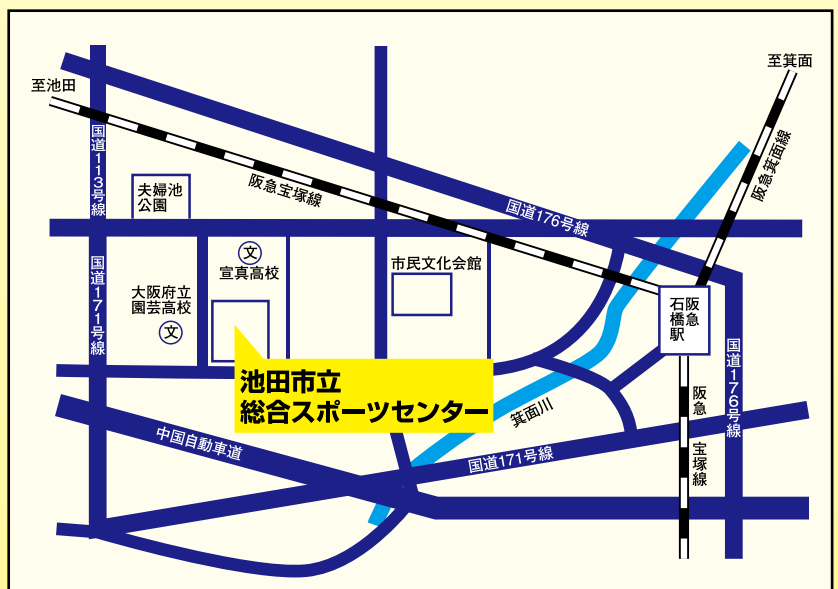 至箕面
至池田
国道113号線
阪急箕面線
夫婦池
公園
阪急宝塚線
国道176号線
文
宣真高校
市民文化会館
国道171号線
大阪府立
園芸高校
文
阪急
石橋駅
国道176号線
池田市立
総合スポーツセンター
阪急 宝塚線
箕面川
中国自動車道
国道171号線